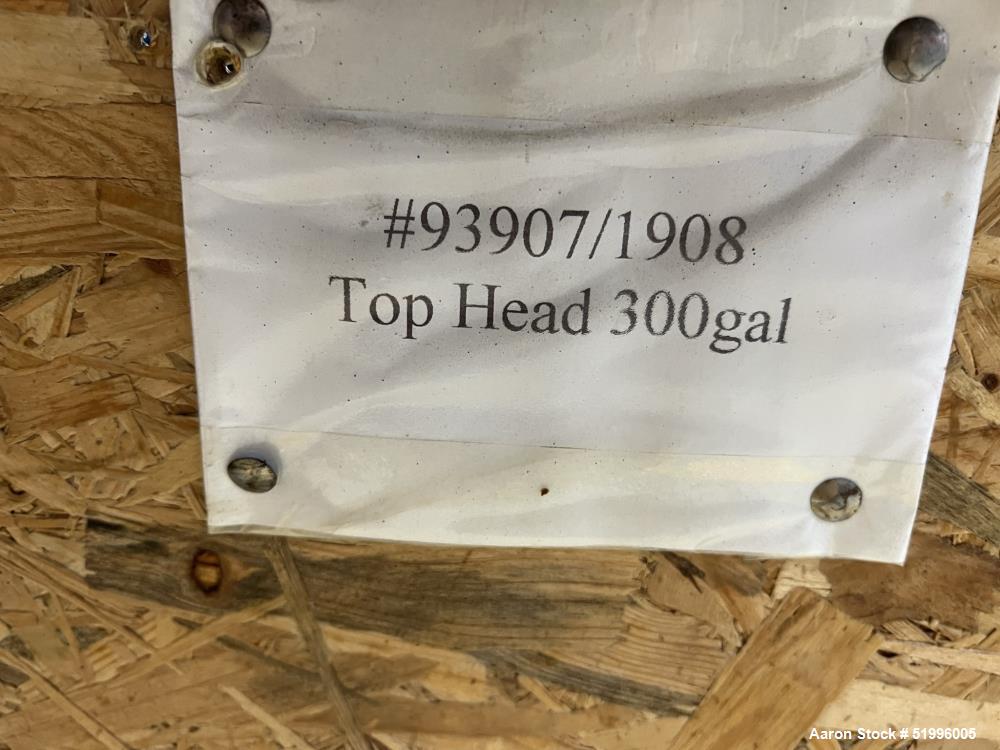 #93907/1908
Top Head 300gal
Aaron Stock # 51996005